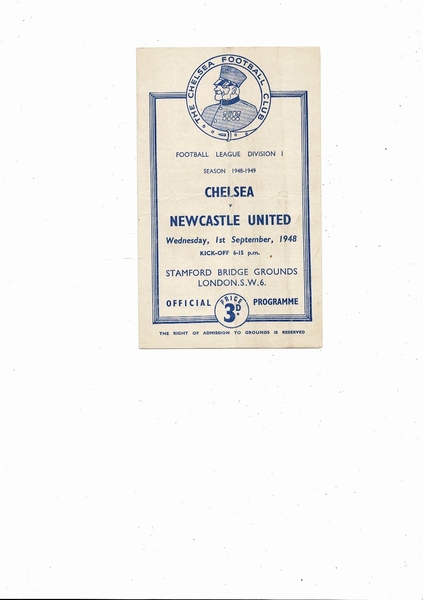 THE CHELSEA FOOTBALL CLUB
FOOTBALL LEAGUE DIVISION 1
SEASON 1948-1949
CHELSEA
v
NEWCASTLE UNITED
Wednesday, 1st September, 1948
KICK-OFF 6-15 p.m.
STAMFORD BRIDGE GROUNDS
LONDON.S.W.6.
OFFICIAL PRICE 3D. PROGRAMME
THE RIGHT OF ADMISSION TO GROUNDS IS RESERVED